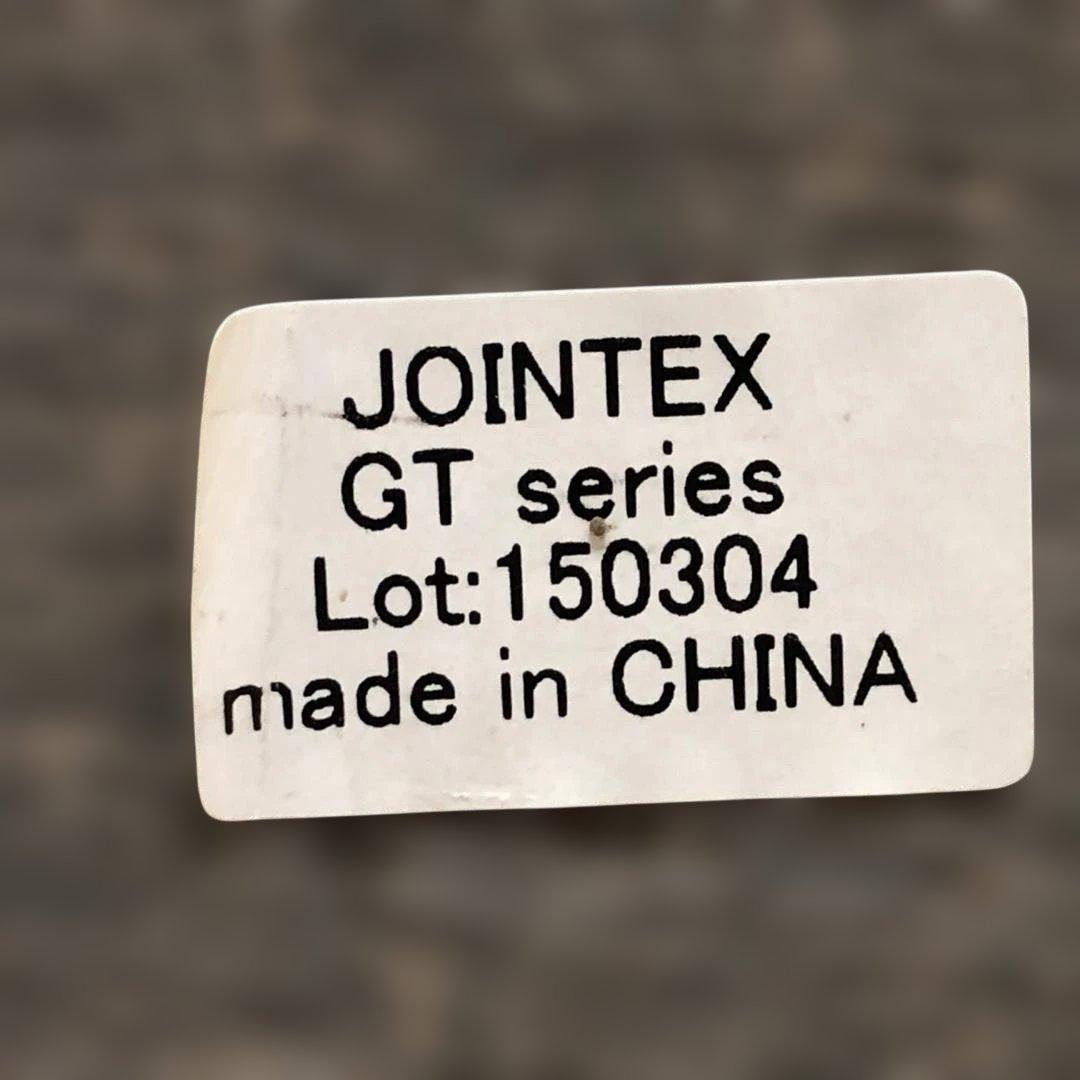 JOINTEX
GT series
Lot:150304
made in CHINA